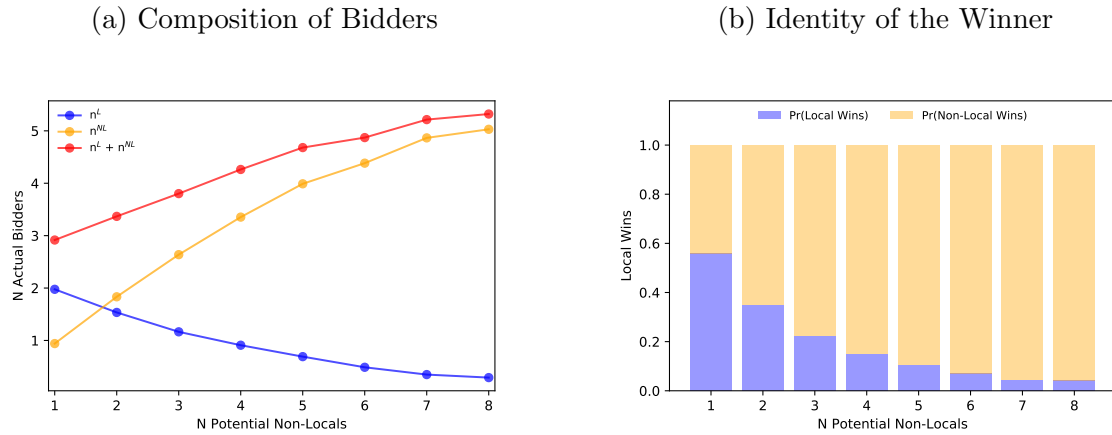 (a) Composition of Bidders
n^L
n^NL
n^L + n^NL
N Actual Bidders
5
4
3
2
1
1 2 3 4 5 6 7 8
N Potential Non-Locals
(b) Identity of the Winner
Pr(Local Wins) Pr(Non-Local Wins)
Local Wins
1.0
0.8
0.6
0.4
0.2
0.0
1 2 3 4 5 6 7 8
N Potential Non-Locals